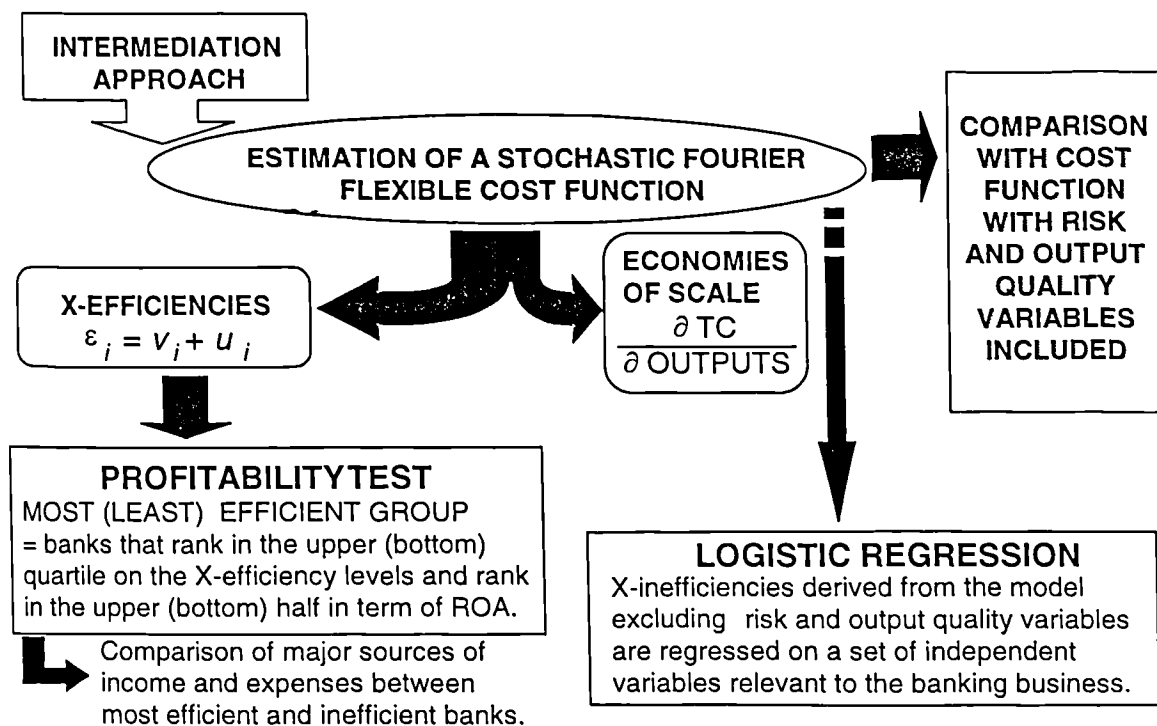 INTERMEDIATION
APPROACH
ESTIMATION OF A STOCHASTIC FOURIER
FLEXIBLE COST FUNCTION
COMPARISON
WITH COST
FUNCTION
WITH RISK
AND OUTPUT
QUALITY
VARIABLES
INCLUDED
X-EFFICIENCIES
ε i = v i + u i
ECONOMIES
OF SCALE
∂ TC
∂ OUTPUTS
PROFITABILITYTEST
MOST (LEAST) EFFICIENT GROUP
= banks that rank in the upper (bottom)
quartile on the X-efficiency levels and rank
in the upper (bottom) half in term of ROA.
Comparison of major sources of
income and expenses between
most efficient and inefficient banks.
LOGISTIC REGRESSION
X-inefficiencies derived from the model
excluding risk and output quality variables
are regressed on a set of independent
variables relevant to the banking business.